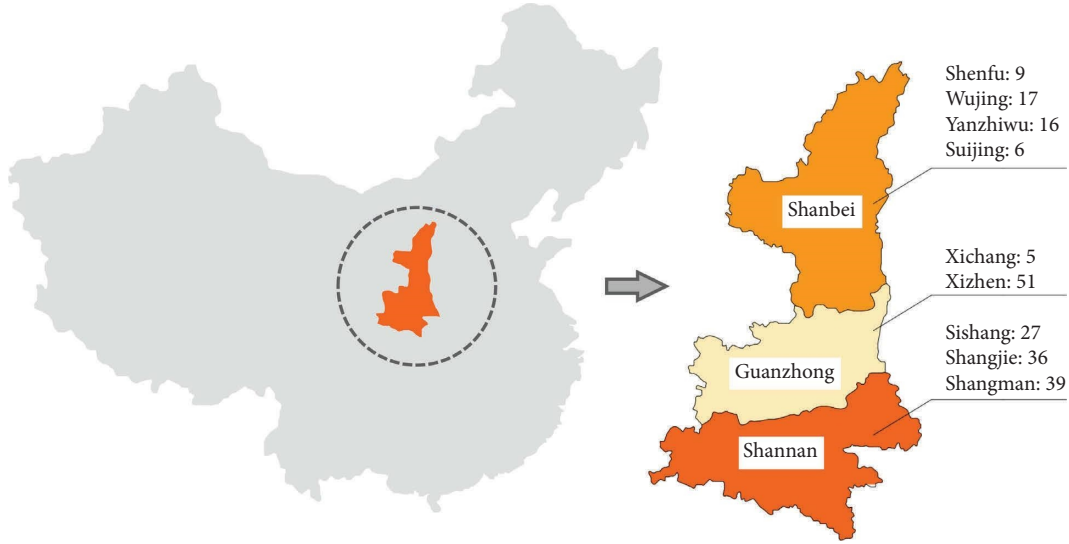 Shenfu: 9
Wujing: 17
Yanzhiwu: 16
Suijing: 6
Shanbei
Xichang: 5
Xizhen: 51
Sishang: 27
Shangjie: 36
Shangman: 39
Guanzhong
Shannan